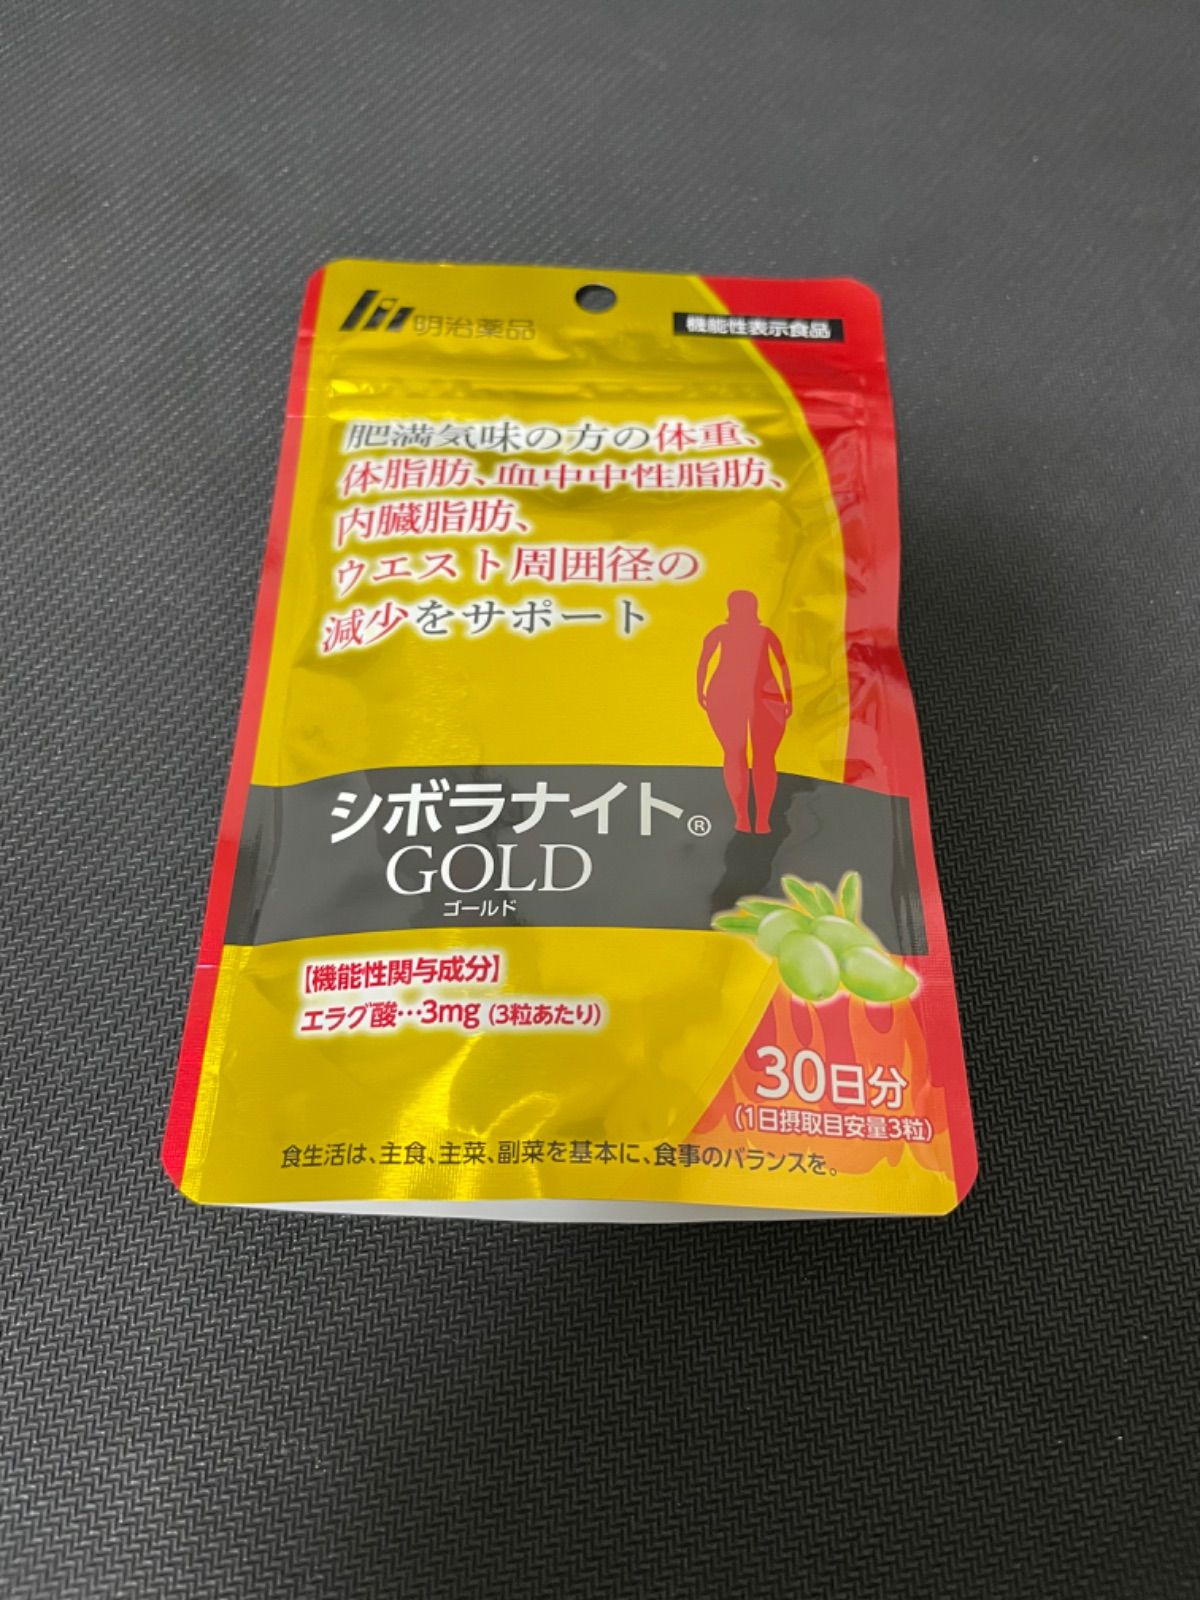 明治薬品
機能性表示食品
肥満気味の方の体重、
体脂肪、血中中性脂肪、
内臓脂肪、
ウエスト周囲径の
減少をサポート
シボラナイト®
GOLD
ゴールド
【機能性関与成分】
エラグ酸…3mg (3粒あたり)
30日分
(1日摂取目安量3粒)
食生活は、主食、主菜、副菜を基本に、食事のバランスを。